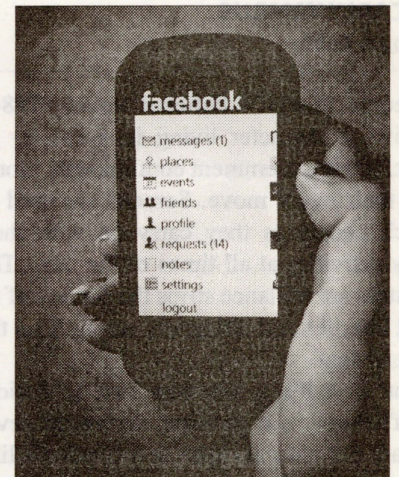 facebook
messages (1)
places
events
friends
profile
requests (14)
notes
settings
logout